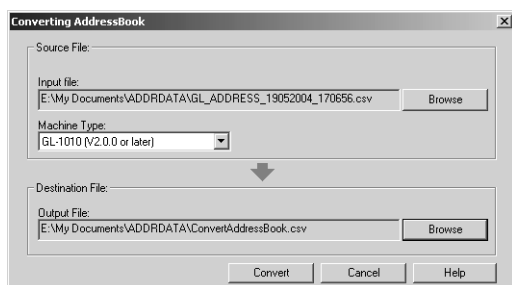 Converting AddressBook
Source File:
Input file:
E:\My Documents\ADDRDATA\GL_ADDRESS_19052004_170656.csv
Browse
Machine Type:
GL-1010 (V2.0.0 or later)
Destination File:
Output File:
E:\My Documents\ADDRDATA\ConvertAddressBook.csv
Browse
Convert
Cancel
Help